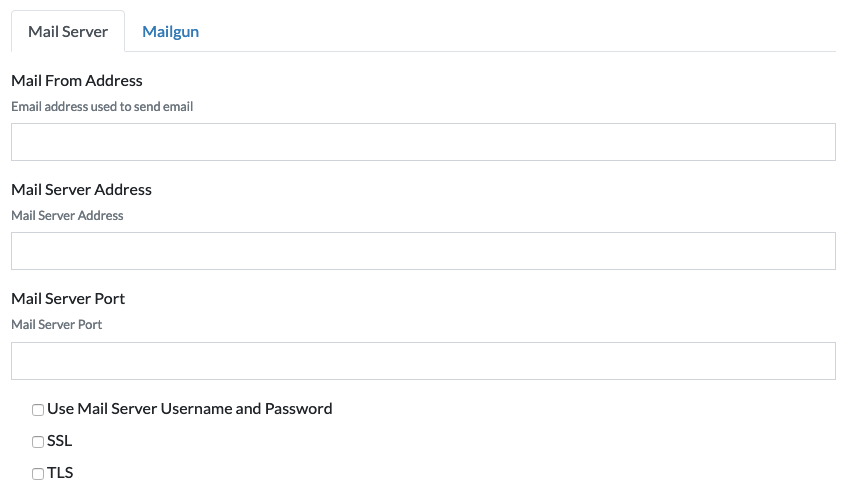 Mail Server Mailgun
Mail From Address
Email address used to send email
Mail Server Address
Mail Server Address
Mail Server Port
Mail Server Port
Use Mail Server Username and Password
SSL
TLS